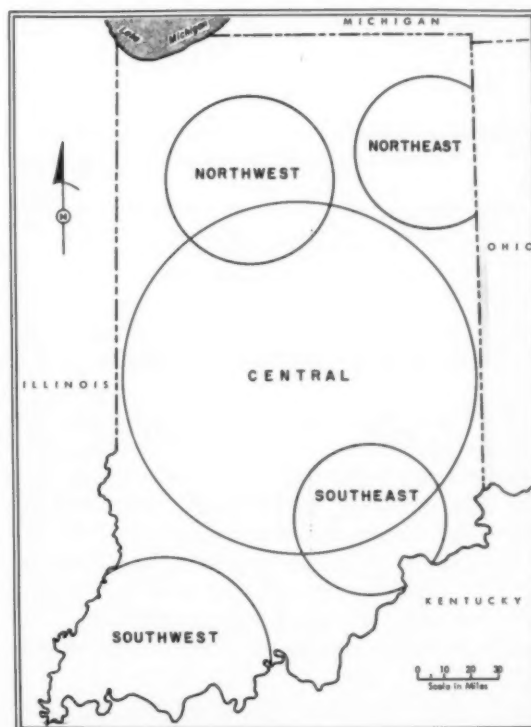 MICHIGAN
Lake Michigan
NORTHWEST
NORTHEAST
N
OHIO
CENTRAL
ILLINOIS
SOUTHEAST
KENTUCKY
SOUTHWEST
0 10 20 30
Scale in Miles